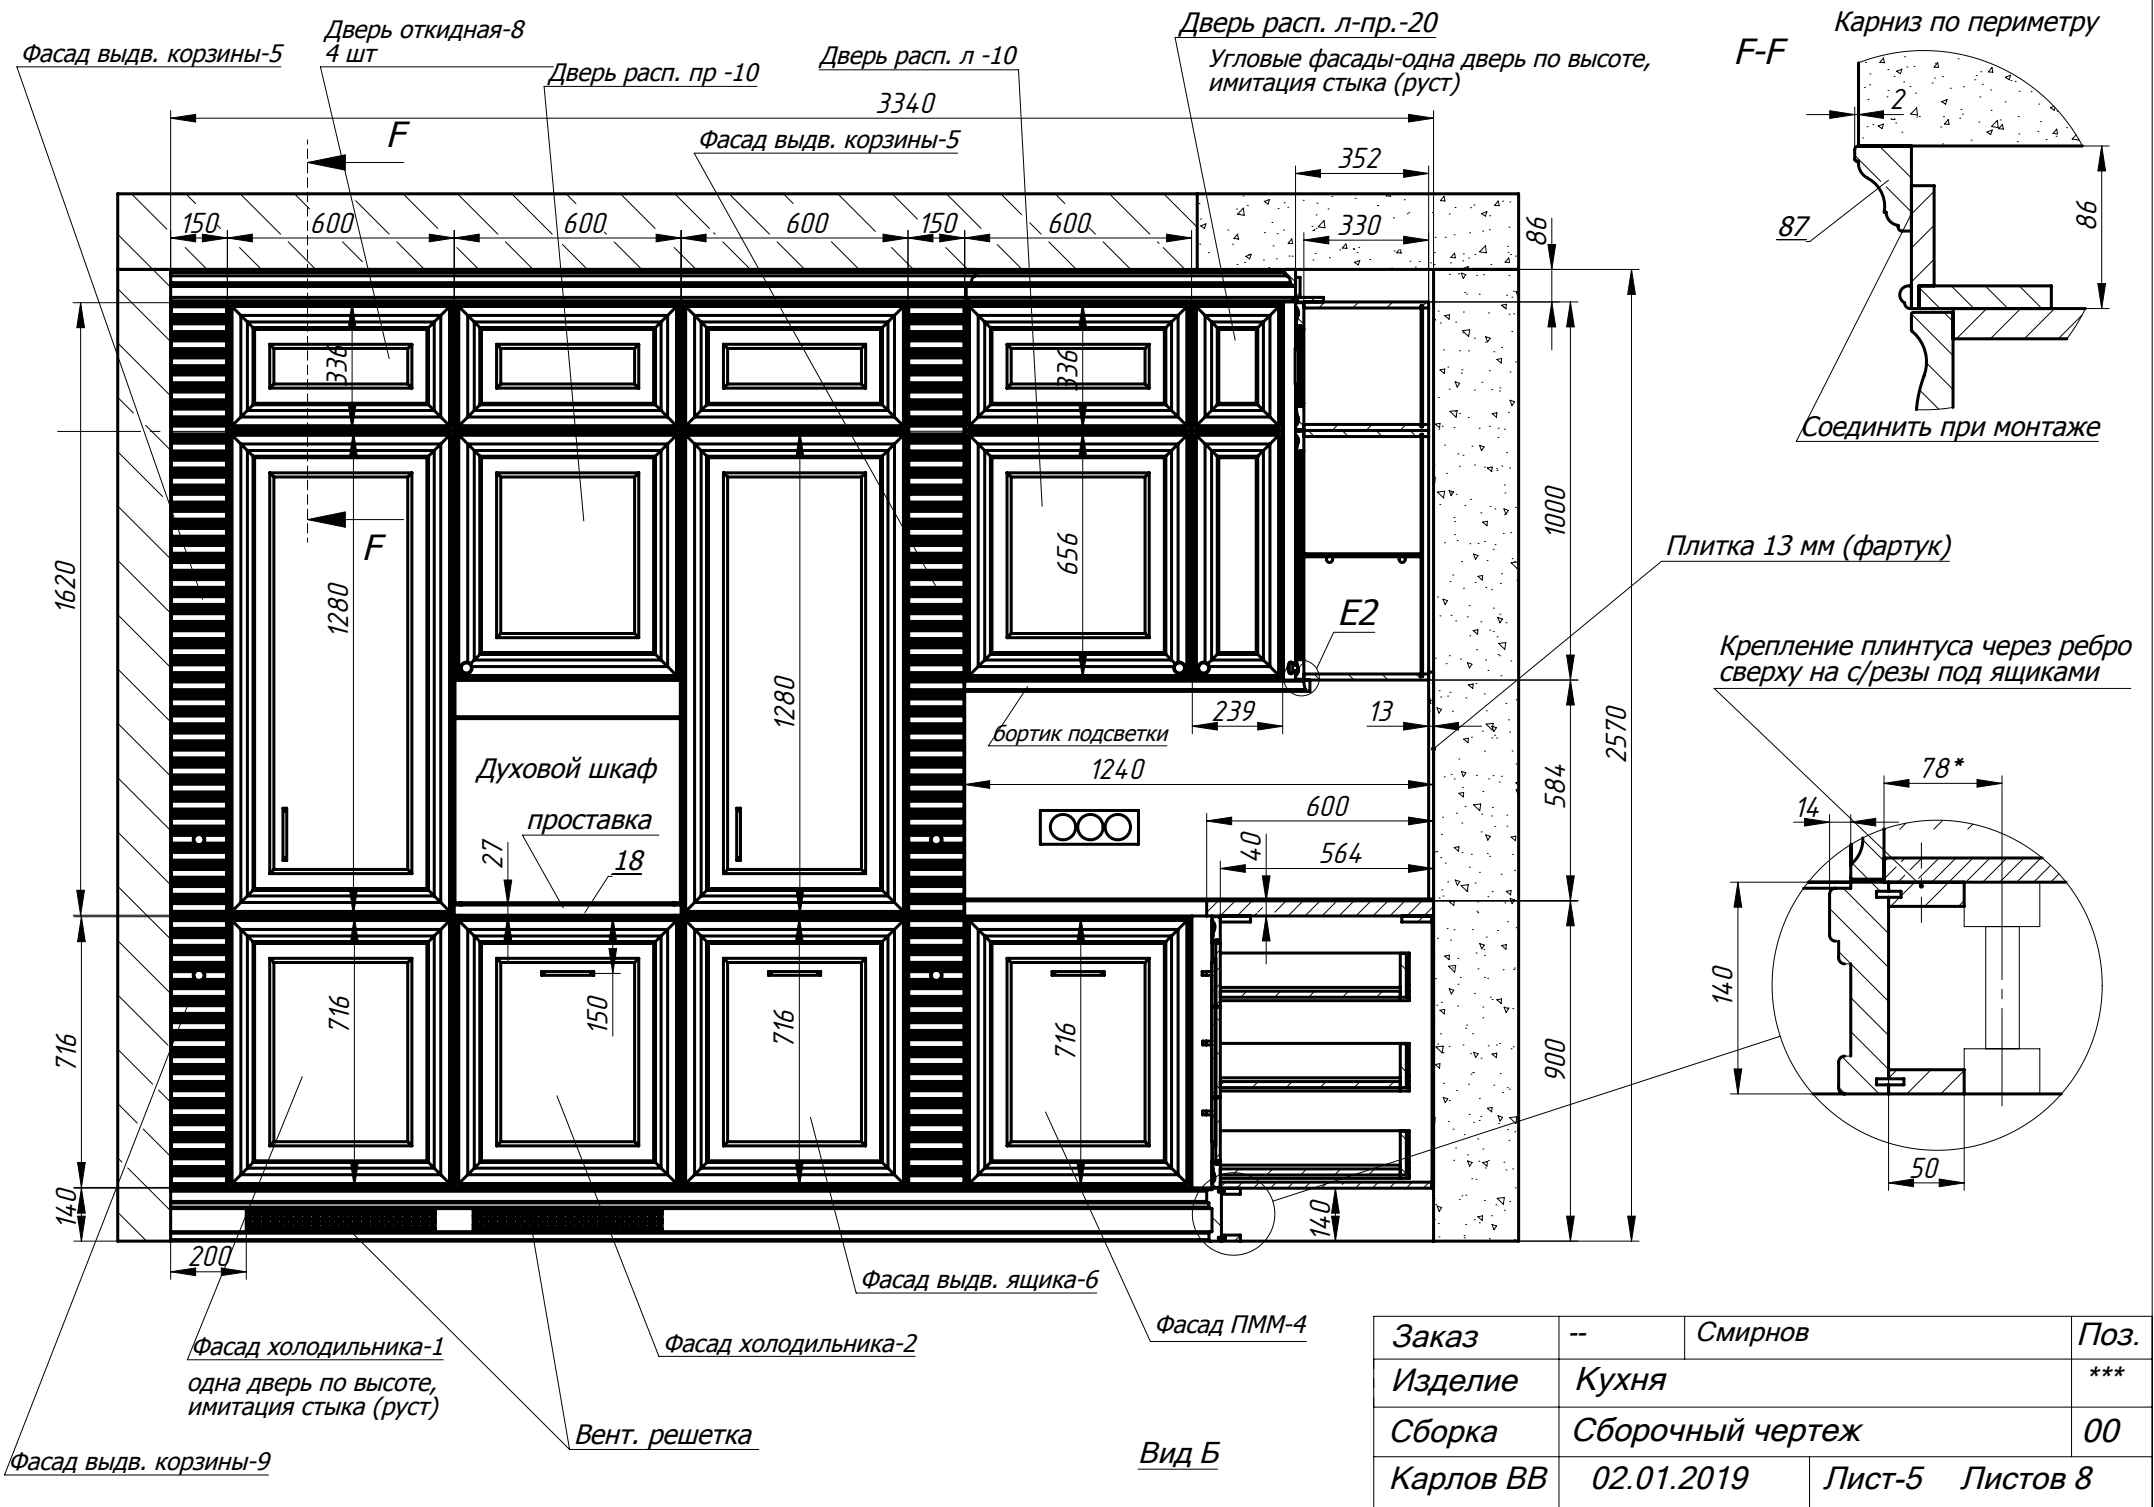 Фасад выдв. корзины-5
Дверь откидная-8
4 шт
Дверь расп. пр -10
Дверь расп. л -10
Дверь расп. л-пр.-20
Угловые фасады-одна дверь по высоте,
имитация стыка (руст)
F-F
Карниз по периметру
2
86
87
Соединить при монтаже
3340
F
Фасад выдв. корзины-5
352
150
600
600
600
150
600
330
86
336
336
1620
1280
F
656
1000
1280
E2
Плитка 13 мм (фартук)
2570
239
13
бортик подсветки
Духовой шкаф
1240
584
проставка
27
18
600
40
564
Крепление плинтуса через ребро
сверху на с/резы под ящиками
78*
14
140
50
716
716
150
716
716
900
140
140
200
Фасад выдв. ящика-6
Фасад ПММ-4
Фасад холодильника-1
одна дверь по высоте,
имитация стыка (руст)
Фасад холодильника-2
Вент. решетка
Фасад выдв. корзины-9
Вид Б
Заказ -- Смирнов Поз.
Изделие Кухня ***
Сборка Сборочный чертеж 00
Карлов ВВ 02.01.2019 Лист-5 Листов 8